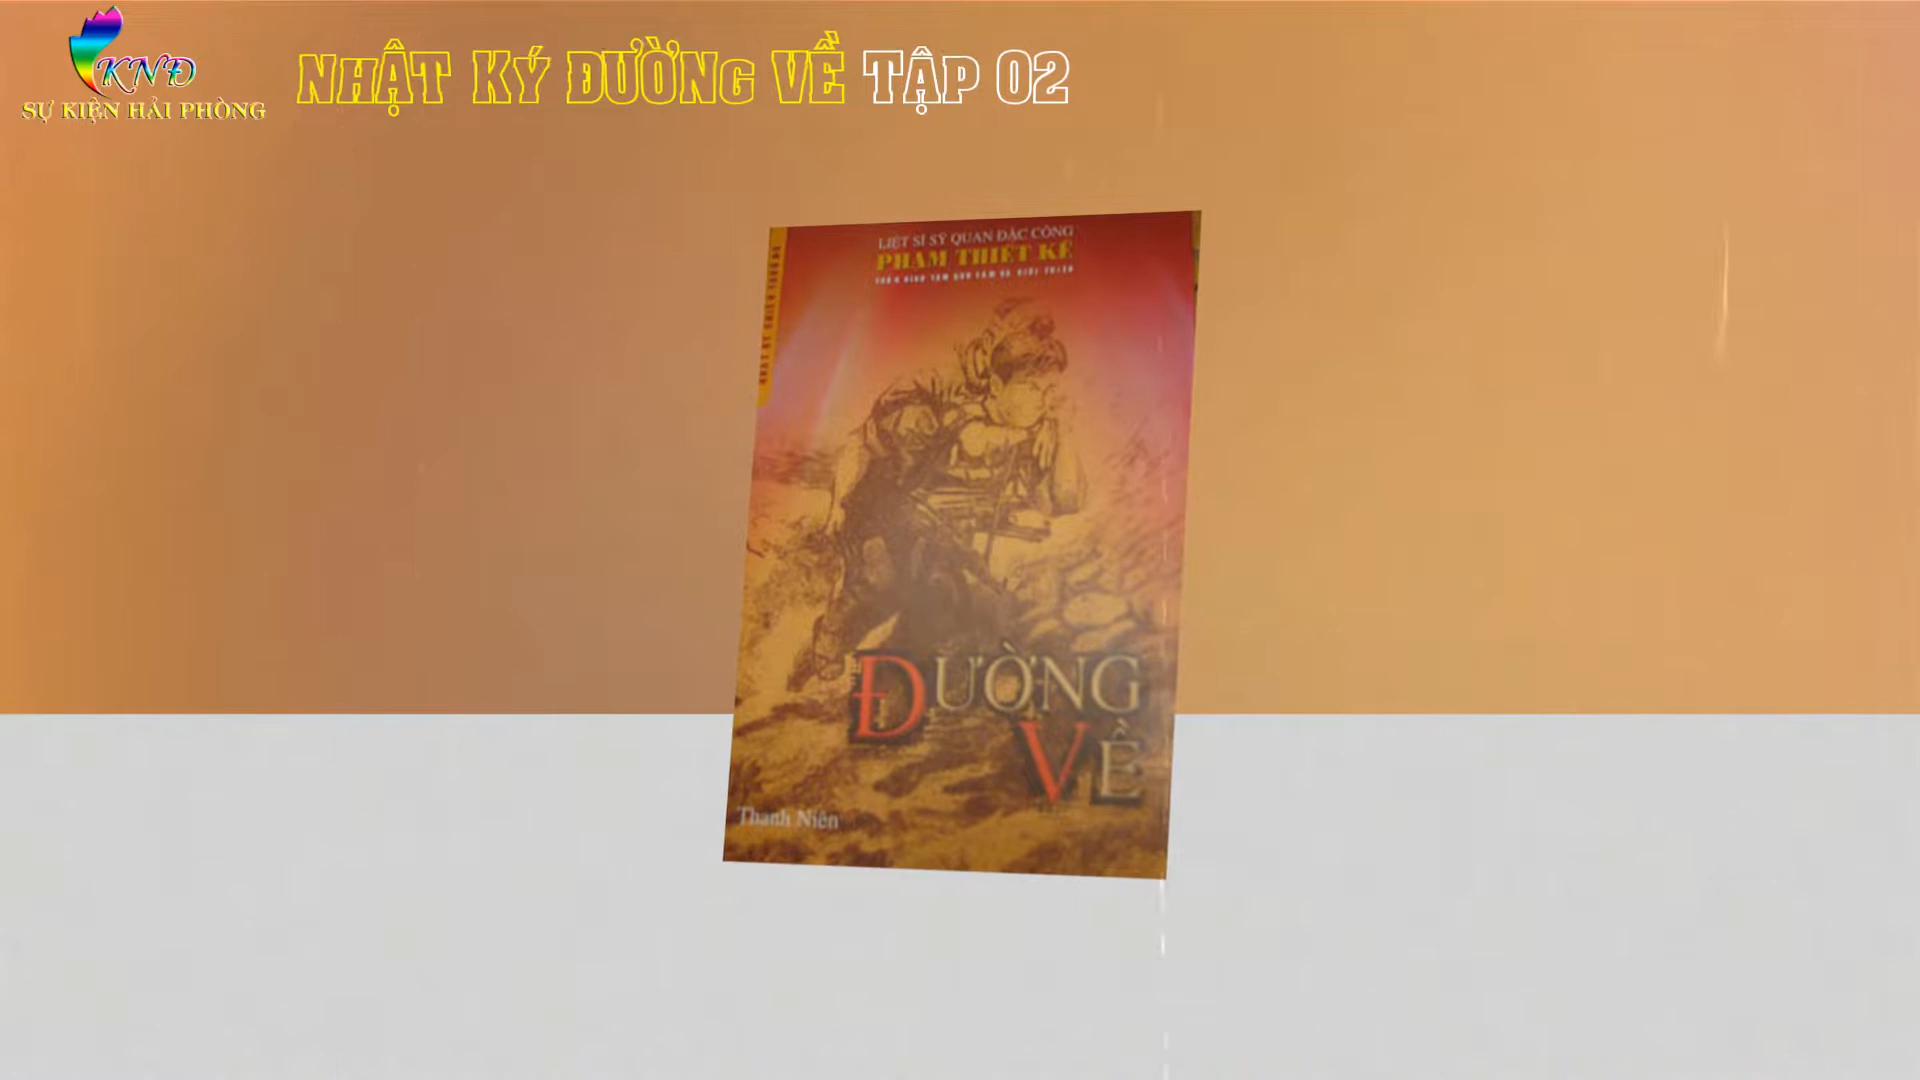 KNĐ
SỰ KIỆN HẢI PHÒNG
NHẬT KÝ ĐƯỜNG VỀ TẬP 02
LIỆT SĨ SỸ QUAN ĐẶC CÔNG
PHẠM THIẾT KẾ
ĐƯỜNG
VỀ
Thanh Niên